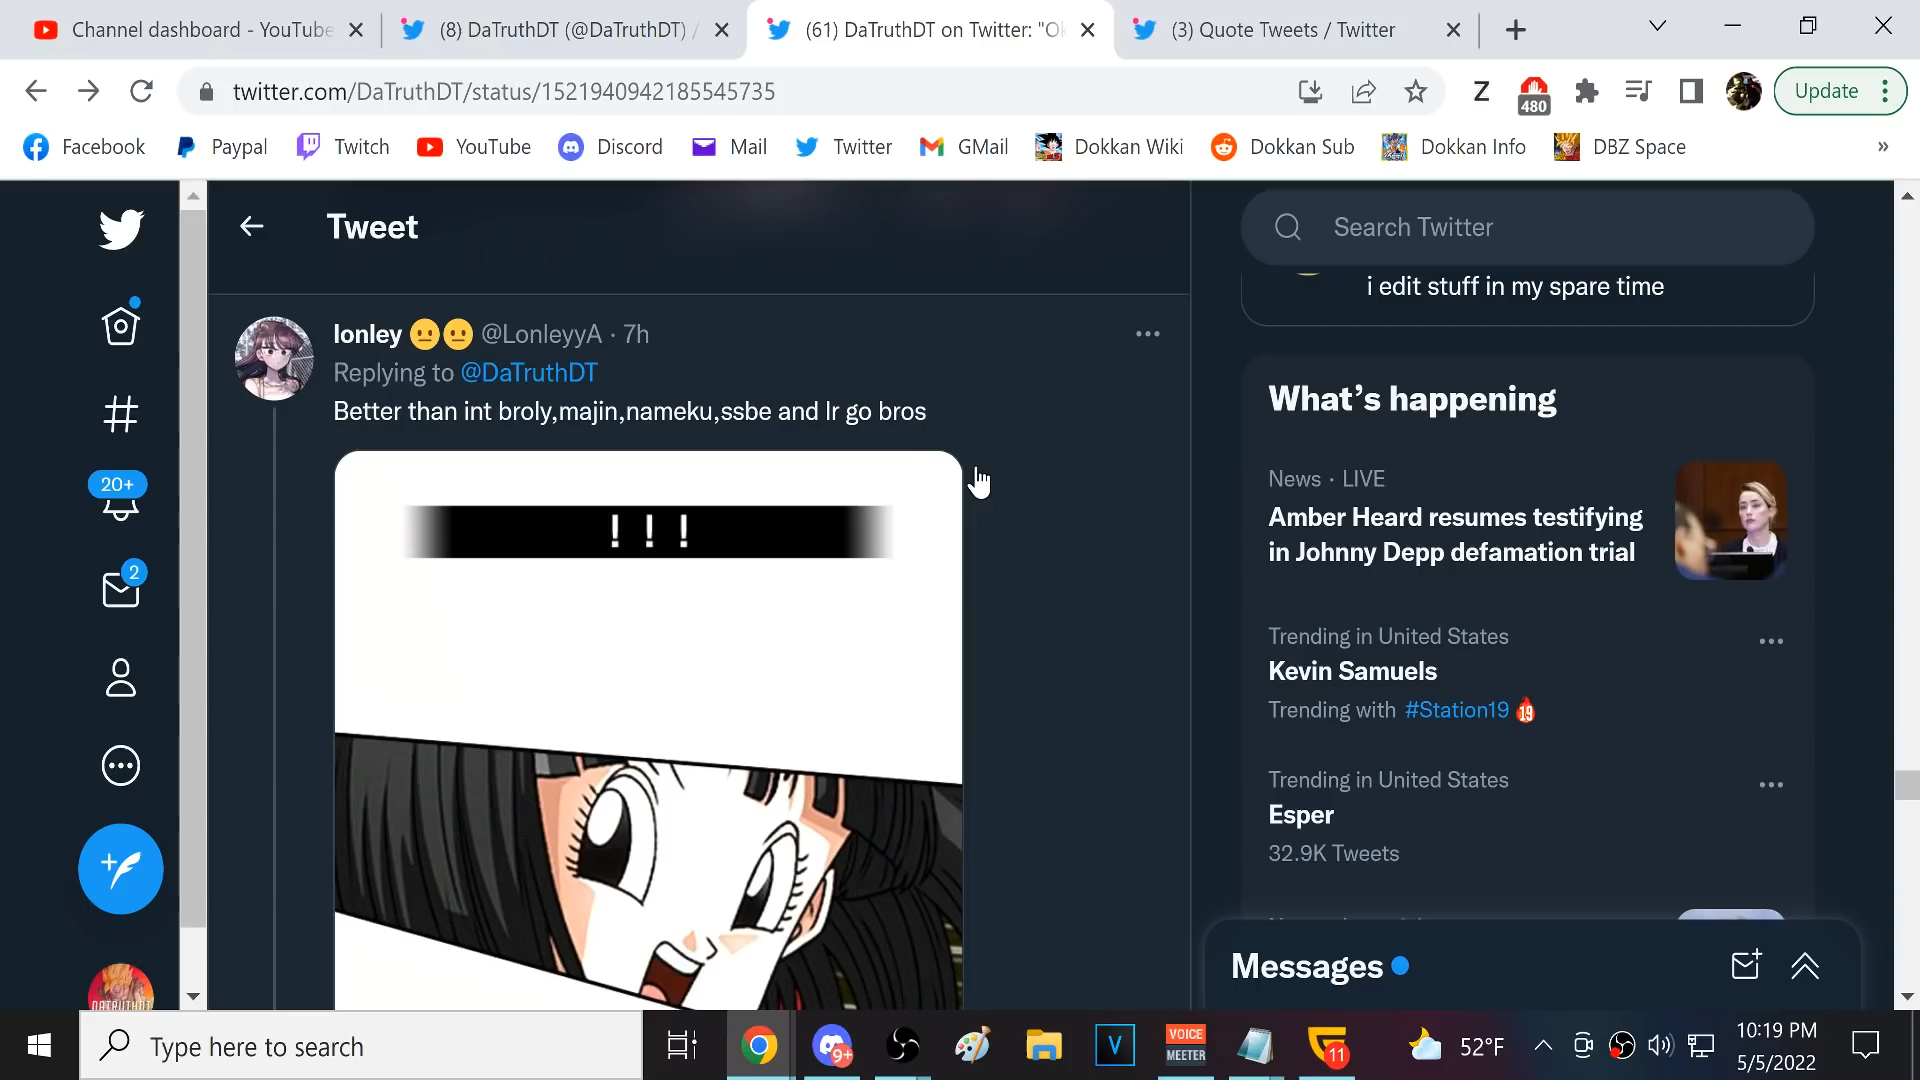 Channel dashboard - YouTube
(8) DaTruthDT (@DaTruthDT) /
(61) DaTruthDT on Twitter: "Ok
(3) Quote Tweets / Twitter
twitter.com/DaTruthDT/status/1521940942185545735
Z
480
Update
Facebook
Paypal
Twitch
YouTube
Discord
Mail
Twitter
GMail
Dokkan Wiki
Dokkan Sub
Dokkan Info
DBZ Space
»
Tweet
Search Twitter
i edit stuff in my spare time
lonley 😐😐 @LonleyyA · 7h
Replying to @DaTruthDT
Better than int broly,majin,nameku,ssbe and lr go bros
! ! !
20+
2
What's happening
News · LIVE
Amber Heard resumes testifying
in Johnny Depp defamation trial
Trending in United States
Kevin Samuels
Trending with #Station19
19
Trending in United States
Esper
32.9K Tweets
Messages
DATRUTHDT
Type here to search
9+
V
VOICE
MEETER
11
52°F
10:19 PM
5/5/2022